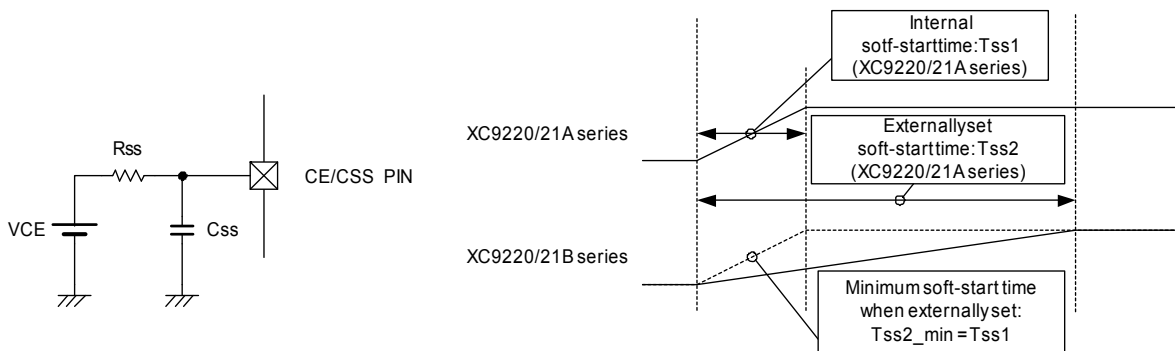 Rss
CE/CSS PIN
VCE
Css
Internal
sotf-starttime:Tss1
(XC9220/21A series)
XC9220/21A series
Externallyset
soft-starttime:Tss2
(XC9220/21A series)
XC9220/21B series
Minimum soft-start time
when externallyset:
Tss2_min =Tss1